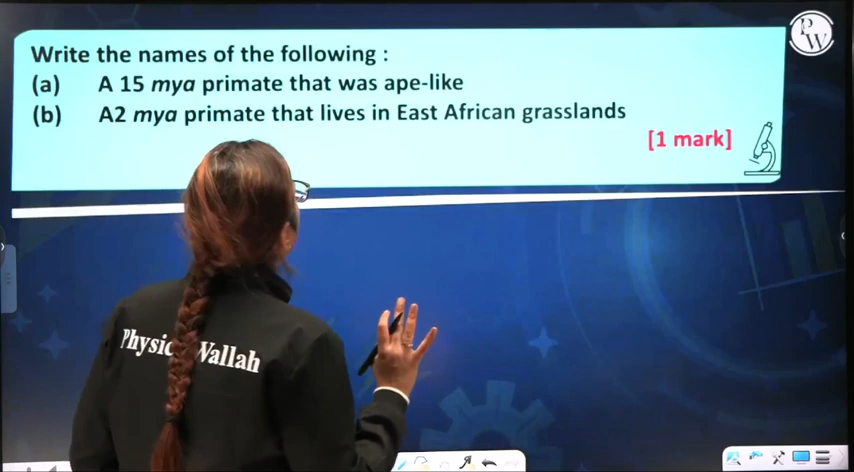 Write the names of the following :
(a) A 15 mya primate that was ape-like
(b) A2 mya primate that lives in East African grasslands
[1 mark]
PW
Physics Wallah